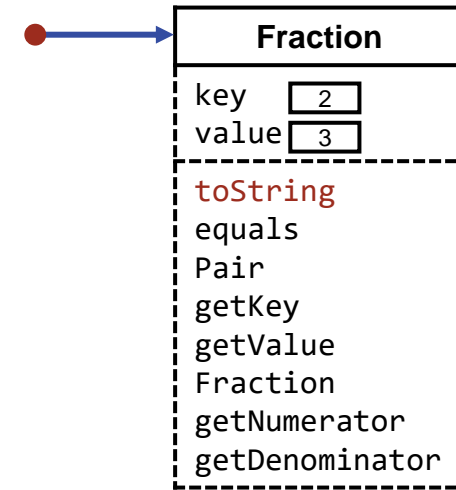 Fraction
key 2
value 3
toString
equals
Pair
getKey
getValue
Fraction
getNumerator
getDenominator